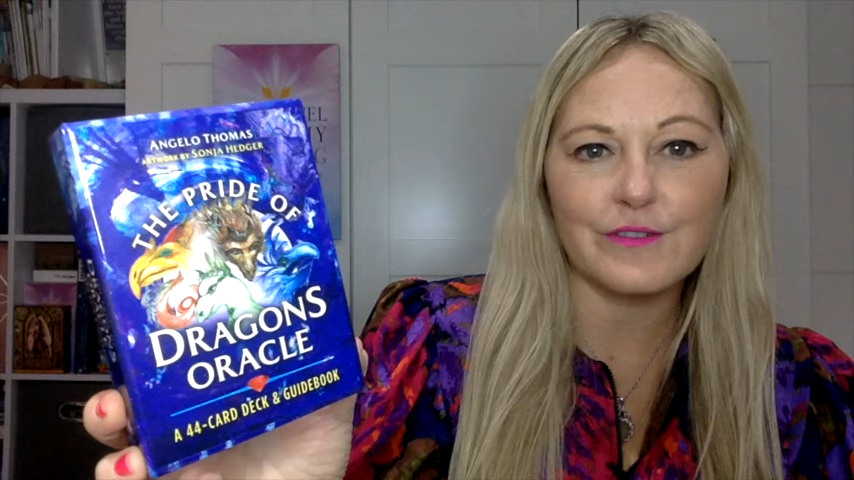 ANGELO THOMAS
ARTWORK BY SONJA HEDGER
THE PRIDE OF
DRAGONS
ORACLE
A 44-CARD DECK & GUIDEBOOK